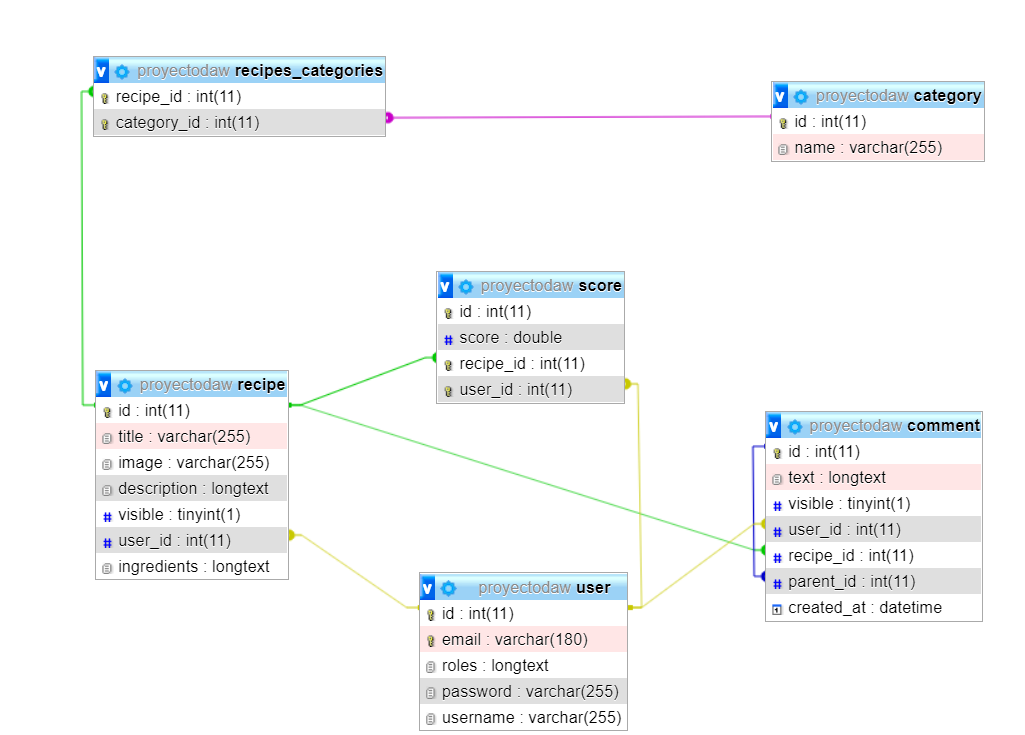 v proyectodaw recipes_categories
recipe_id : int(11)
category_id : int(11)
v proyectodaw category
id : int(11)
name : varchar(255)
v proyectodaw score
id : int(11)
# score : double
recipe_id : int(11)
user_id : int(11)
v proyectodaw recipe
id : int(11)
title : varchar(255)
image : varchar(255)
description : longtext
# visible : tinyint(1)
# user_id : int(11)
ingredients : longtext
v proyectodaw comment
id : int(11)
text : longtext
# visible : tinyint(1)
# user_id : int(11)
# recipe_id : int(11)
# parent_id : int(11)
created_at : datetime
v proyectodaw user
id : int(11)
email : varchar(180)
roles : longtext
password : varchar(255)
username : varchar(255)